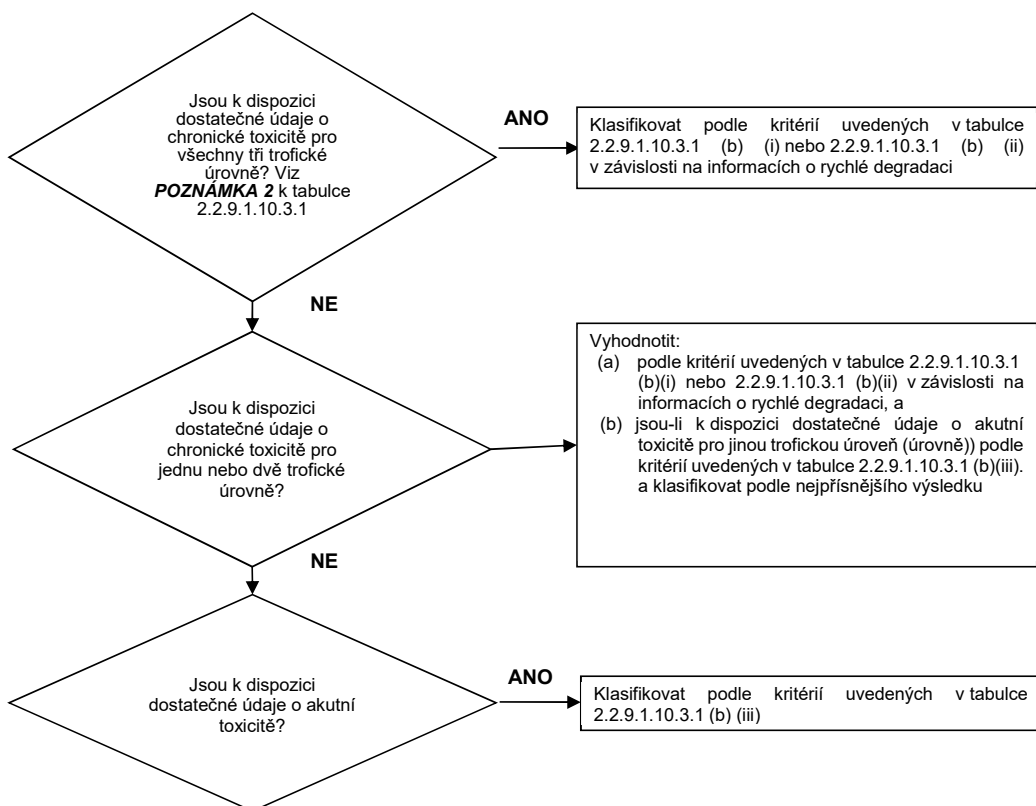 Jsou k dispozici
dostatečné údaje o
chronické toxicitě pro
všechny tři trofické
úrovně? Viz
POZNÁMKA 2 k tabulce
2.2.9.1.10.3.1
ANO
Klasifikovat podle kritérií uvedených v tabulce
2.2.9.1.10.3.1 (b) (i) nebo 2.2.9.1.10.3.1 (b) (ii)
v závislosti na informacích o rychlé degradaci
NE
Jsou k dispozici
dostatečné údaje o
chronické toxicitě pro
jednu nebo dvě trofické
úrovně?
Vyhodnotit:
(a) podle kritérií uvedených v tabulce 2.2.9.1.10.3.1
(b)(i) nebo 2.2.9.1.10.3.1 (b)(ii) v závislosti na
informacích o rychlé degradaci, a
(b) jsou-li k dispozici dostatečné údaje o akutní
toxicitě pro jinou trofickou úroveň (úrovně)) podle
kritérií uvedených v tabulce 2.2.9.1.10.3.1 (b)(iii).
a klasifikovat podle nejpřísnějšího výsledku
NE
Jsou k dispozici
dostatečné údaje o akutní
toxicitě?
ANO
Klasifikovat podle kritérií uvedených v tabulce
2.2.9.1.10.3.1 (b) (iii)